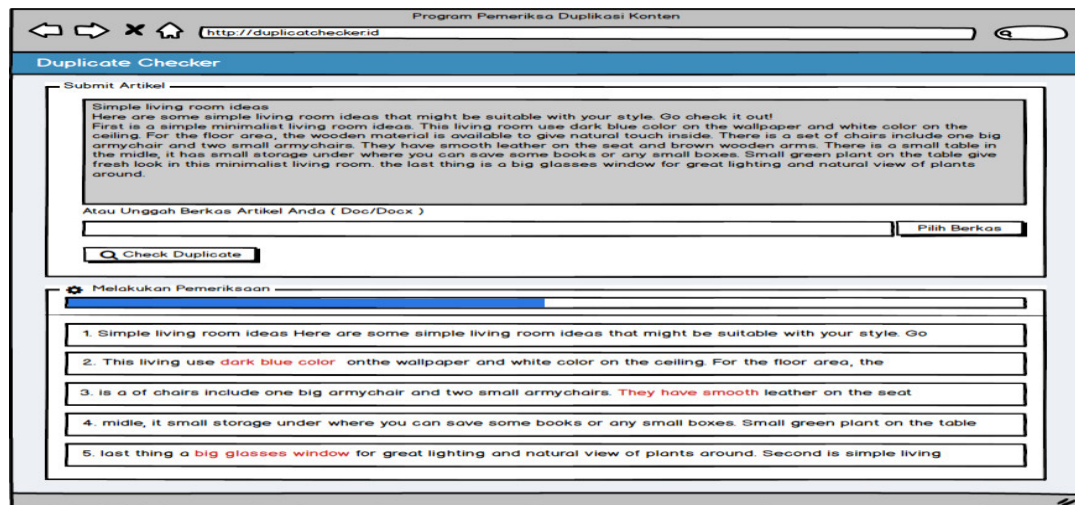 Program Pemeriksa Duplikasi Konten
http://duplicatchecker.id
Duplicate Checker
Submit Artikel
Simple living room ideas
Here are some simple living room ideas that might be suitable with your style. Go check it out!
First is a simple minimalist living room ideas. This living room use dark blue color on the wallpaper and white color on the
ceiling. For the floor area, the wooden material is available to give natural touch inside. There is a set of chairs include one big
armychair and two small armychairs. They have smooth leather on the seat and brown wooden arms. There is a small table in
the midle, it has small storage under where you can save some books or any small boxes. Small green plant on the table give
fresh look in this minimalist living room. the last thing is a big glasses window for great lighting and natural view of plants
around.
Atau Unggah Berkas Artikel Anda ( Doc/Docx )
Pilih Berkas
Check Duplicate
Melakukan Pemeriksaan
1. Simple living room ideas Here are some simple living room ideas that might be suitable with your style. Go
2. This living use dark blue color onthe wallpaper and white color on the ceiling. For the floor area, the
3. is a of chairs include one big armychair and two small armychairs. They have smooth leather on the seat
4. midle, it small storage under where you can save some books or any small boxes. Small green plant on the table
5. last thing a big glasses window for great lighting and natural view of plants around. Second is simple living